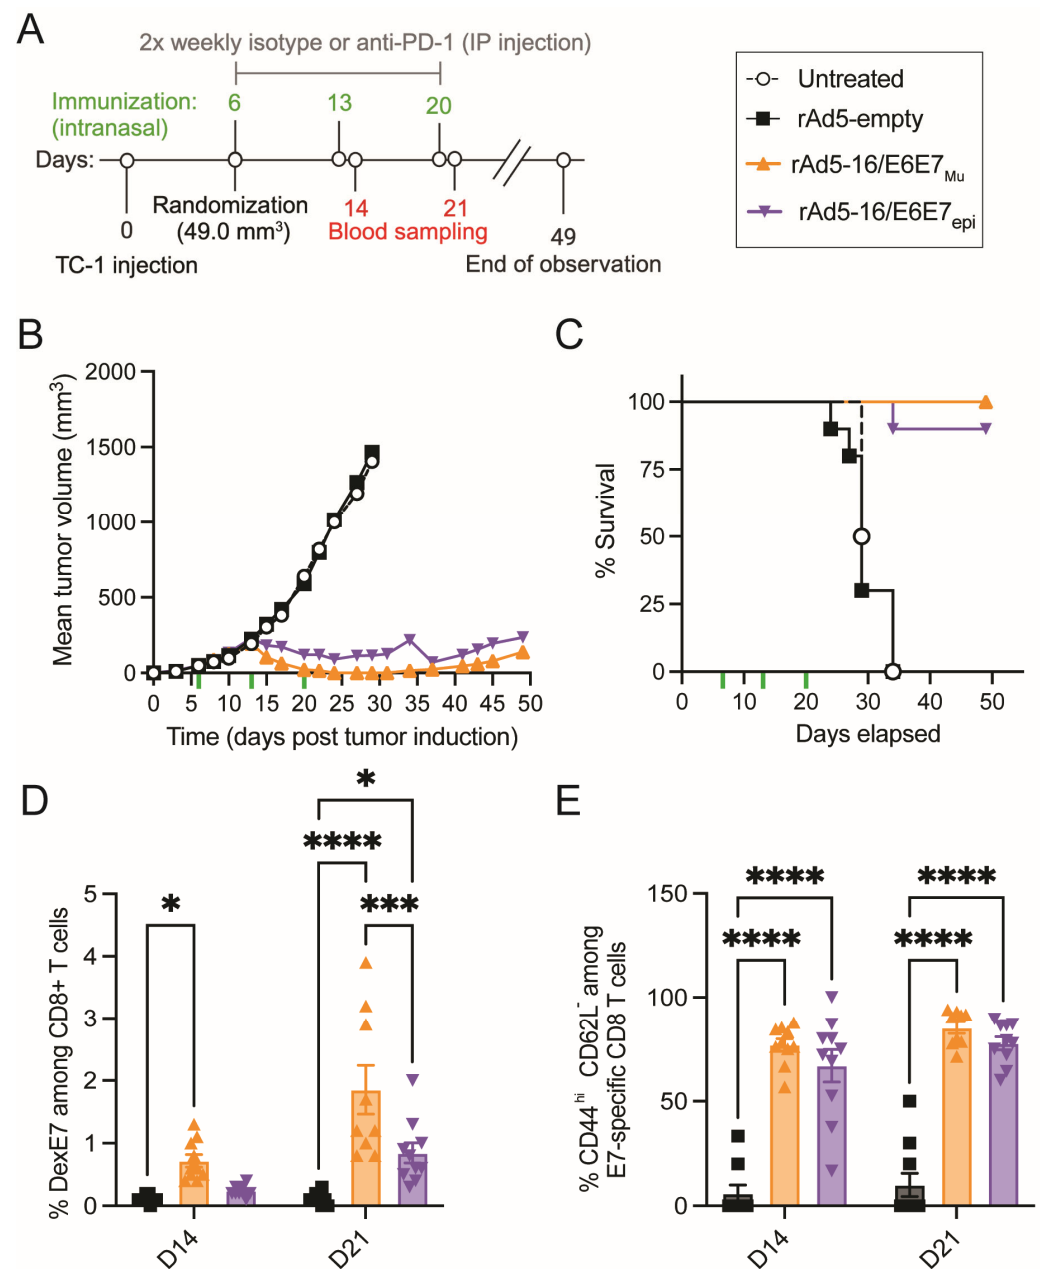 A
2x weekly isotype or anti-PD-1 (IP injection)
Immunization:
(intranasal)
6
13
20
Days:
Randomization
(49.0 mm³)
0
14
21
Blood sampling
49
TC-1 injection
End of observation
Untreated
rAd5-empty
rAd5-16/E6E7Mu
rAd5-16/E6E7epi
B
Mean tumor volume (mm³)
2000
1500
1000
500
0
0 5 10 15 20 25 30 35 40 45 50
Time (days post tumor induction)
C
% Survival
100
75
50
25
0
0 10 20 30 40 50
Days elapsed
D
% DexE7 among CD8+ T cells
5
4
3
2
1
0
*
*
****
***
D14
D21
E
% CD44hi CD62L- among
E7-specific CD8 T cells
150
100
50
0
****
****
****
****
D14
D21